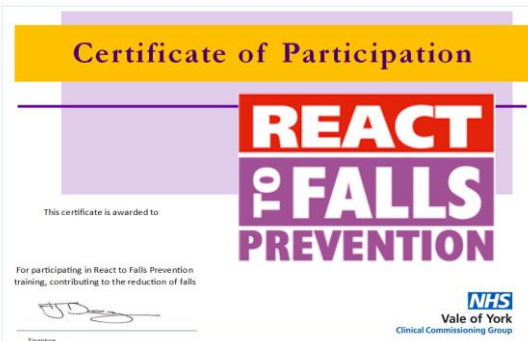 Certificate of Participation
REACT
TO FALLS
PREVENTION
This certificate is awarded to
For participating in React to Falls Prevention
training, contributing to the reduction of falls
NHS
Vale of York
Clinical Commissioning Group